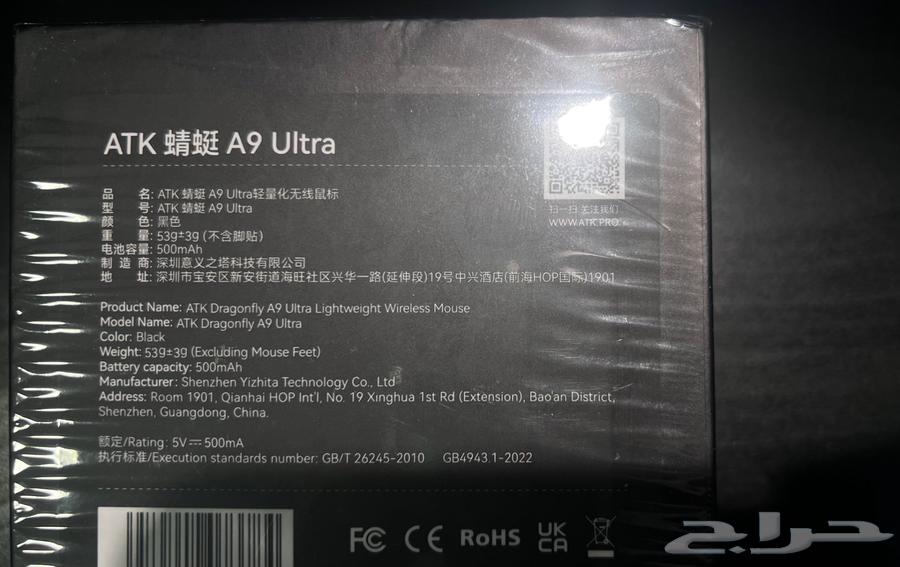 ATK 蜻蜓 A9 Ultra
扫一扫 关注我们
WWW.ATK.PRO
品 名: ATK 蜻蜓 A9 Ultra轻量化无线鼠标
型 号: ATK 蜻蜓 A9 Ultra
颜 色: 黑色
重 量: 53g±3g (不含脚贴)
电池容量: 500mAh
制 造 商: 深圳意义之塔科技有限公司
地 址: 深圳市宝安区新安街道海旺社区兴华一路(延伸段)19号中兴酒店(前海HOP国际)1901
Product Name: ATK Dragonfly A9 Ultra Lightweight Wireless Mouse
Model Name: ATK Dragonfly A9 Ultra
Color: Black
Weight: 53g±3g (Excluding Mouse Feet)
Battery capacity: 500mAh
Manufacturer: Shenzhen Yizhita Technology Co., Ltd
Address: Room 1901, Qianhai HOP Int'l, No. 19 Xinghua 1st Rd (Extension), Bao'an District,
Shenzhen, Guangdong, China.
额定/Rating: 5V⎓500mA
执行标准/Execution standards number: GB/T 26245-2010 GB4943.1-2022
FC CE RoHS UK
CA
حراج